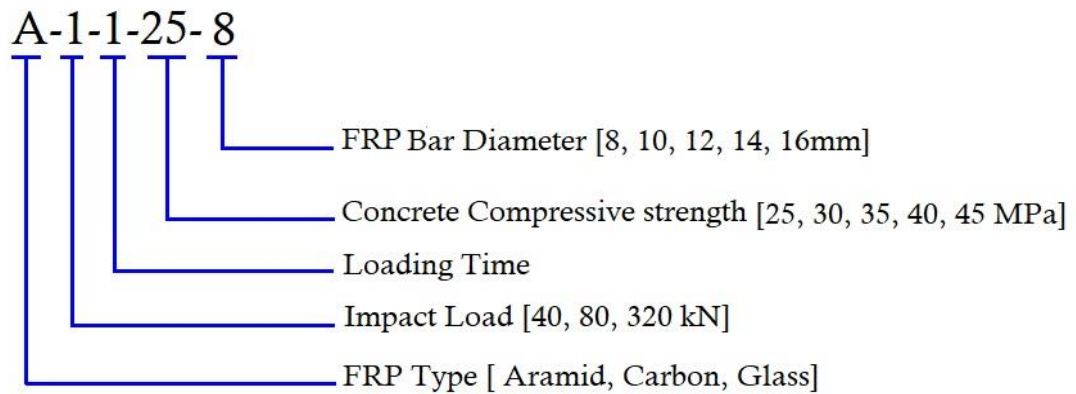 A-1-1-25- 8
FRP Bar Diameter [8, 10, 12, 14, 16mm]
Concrete Compressive strength [25, 30, 35, 40, 45 MPa]
Loading Time
Impact Load [40, 80, 320 kN]
FRP Type [ Aramid, Carbon, Glass]